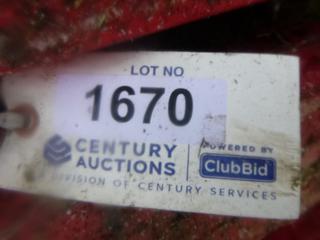 LOT NO
1670
CENTURY
AUCTIONS
DIVISION OF CENTURY SERVICES
POWERED BY
ClubBid